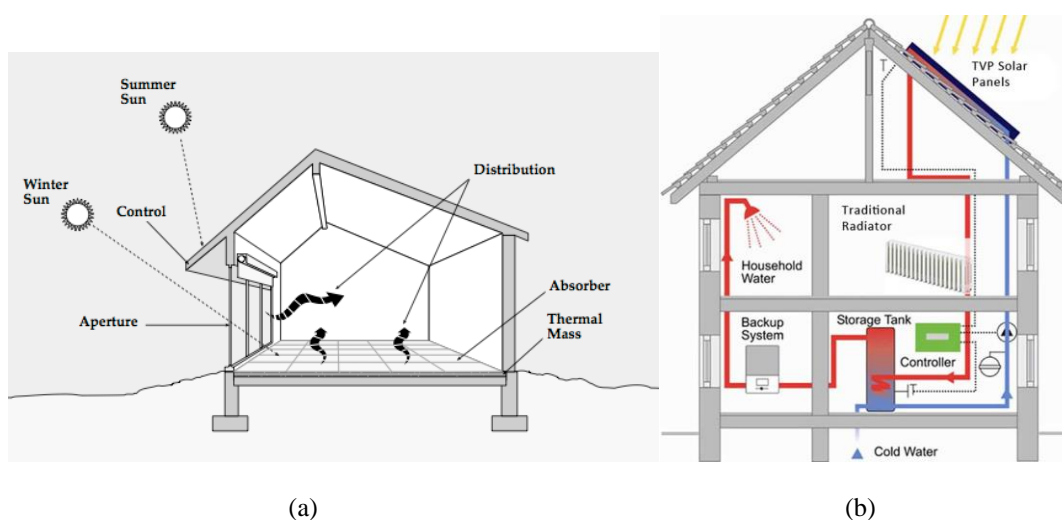 Summer
Sun
Winter
Sun
Control
Distribution
Aperture
Absorber
Thermal
Mass
(a)
TVP Solar
Panels
T
Traditional
Radiator
Household
Water
Backup
System
Storage Tank
Controller
T
Cold Water
(b)